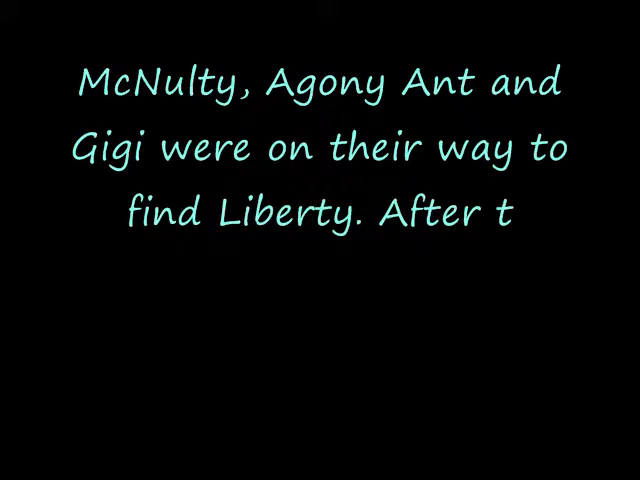 McNulty, Agony Ant and
Gigi were on their way to
find Liberty. After t